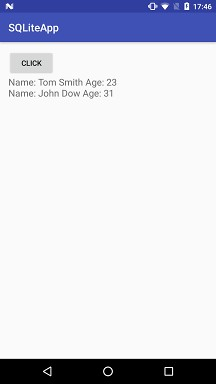 17:46
SQLiteApp
CLICK
Name: Tom Smith Age: 23
Name: John Dow Age: 31